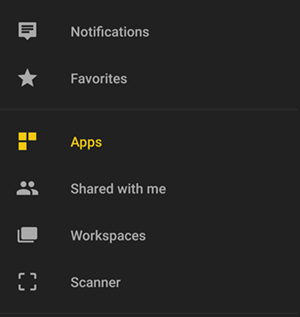 Notifications
Favorites
Apps
Shared with me
Workspaces
Scanner